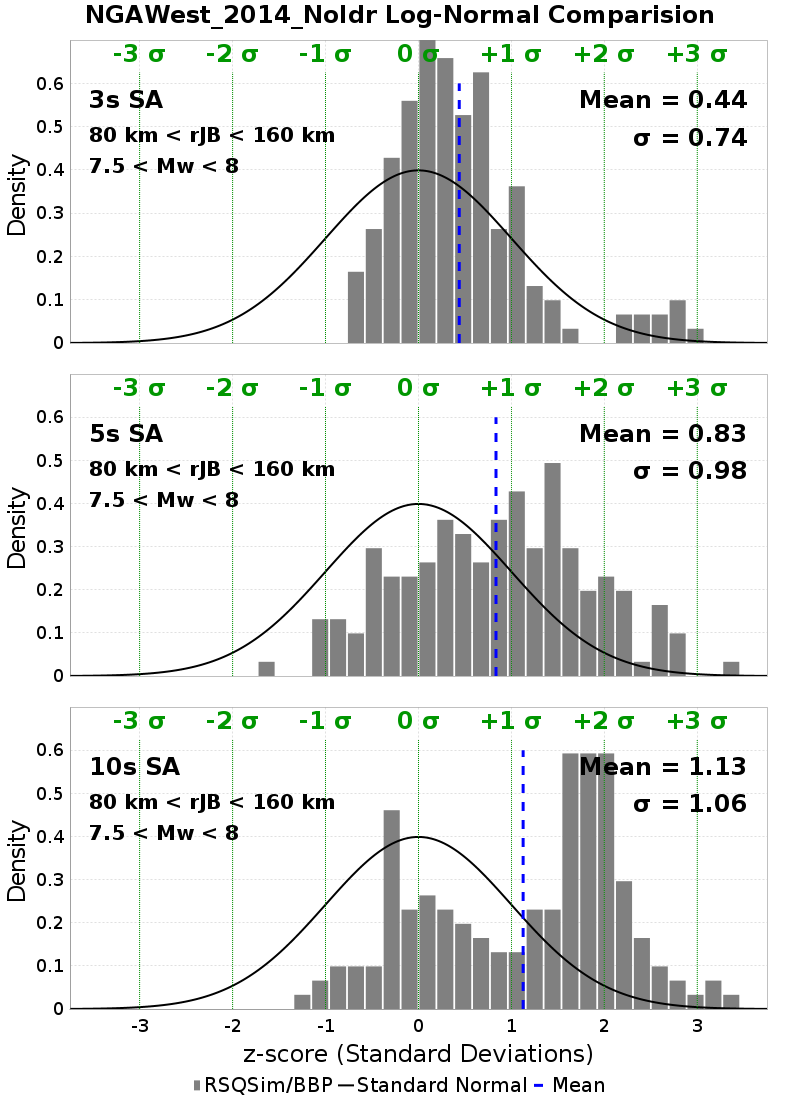 NGAWest_2014_NoIdr Log-Normal Comparision
-3 σ -2 σ -1 σ 0 σ +1 σ +2 σ +3 σ
3s SA
80 km < rJB < 160 km
7.5 < Mw < 8
Mean = 0.44
σ = 0.74
Density
0.6
0.5
0.4
0.3
0.2
0.1
0
-3 σ -2 σ -1 σ 0 σ +1 σ +2 σ +3 σ
5s SA
80 km < rJB < 160 km
7.5 < Mw < 8
Mean = 0.83
σ = 0.98
Density
0.6
0.5
0.4
0.3
0.2
0.1
0
-3 σ -2 σ -1 σ 0 σ +1 σ +2 σ +3 σ
10s SA
80 km < rJB < 160 km
7.5 < Mw < 8
Mean = 1.13
σ = 1.06
Density
0.6
0.5
0.4
0.3
0.2
0.1
0
-3 -2 -1 0 1 2 3
z-score (Standard Deviations)
RSQSim/BBP Standard Normal Mean